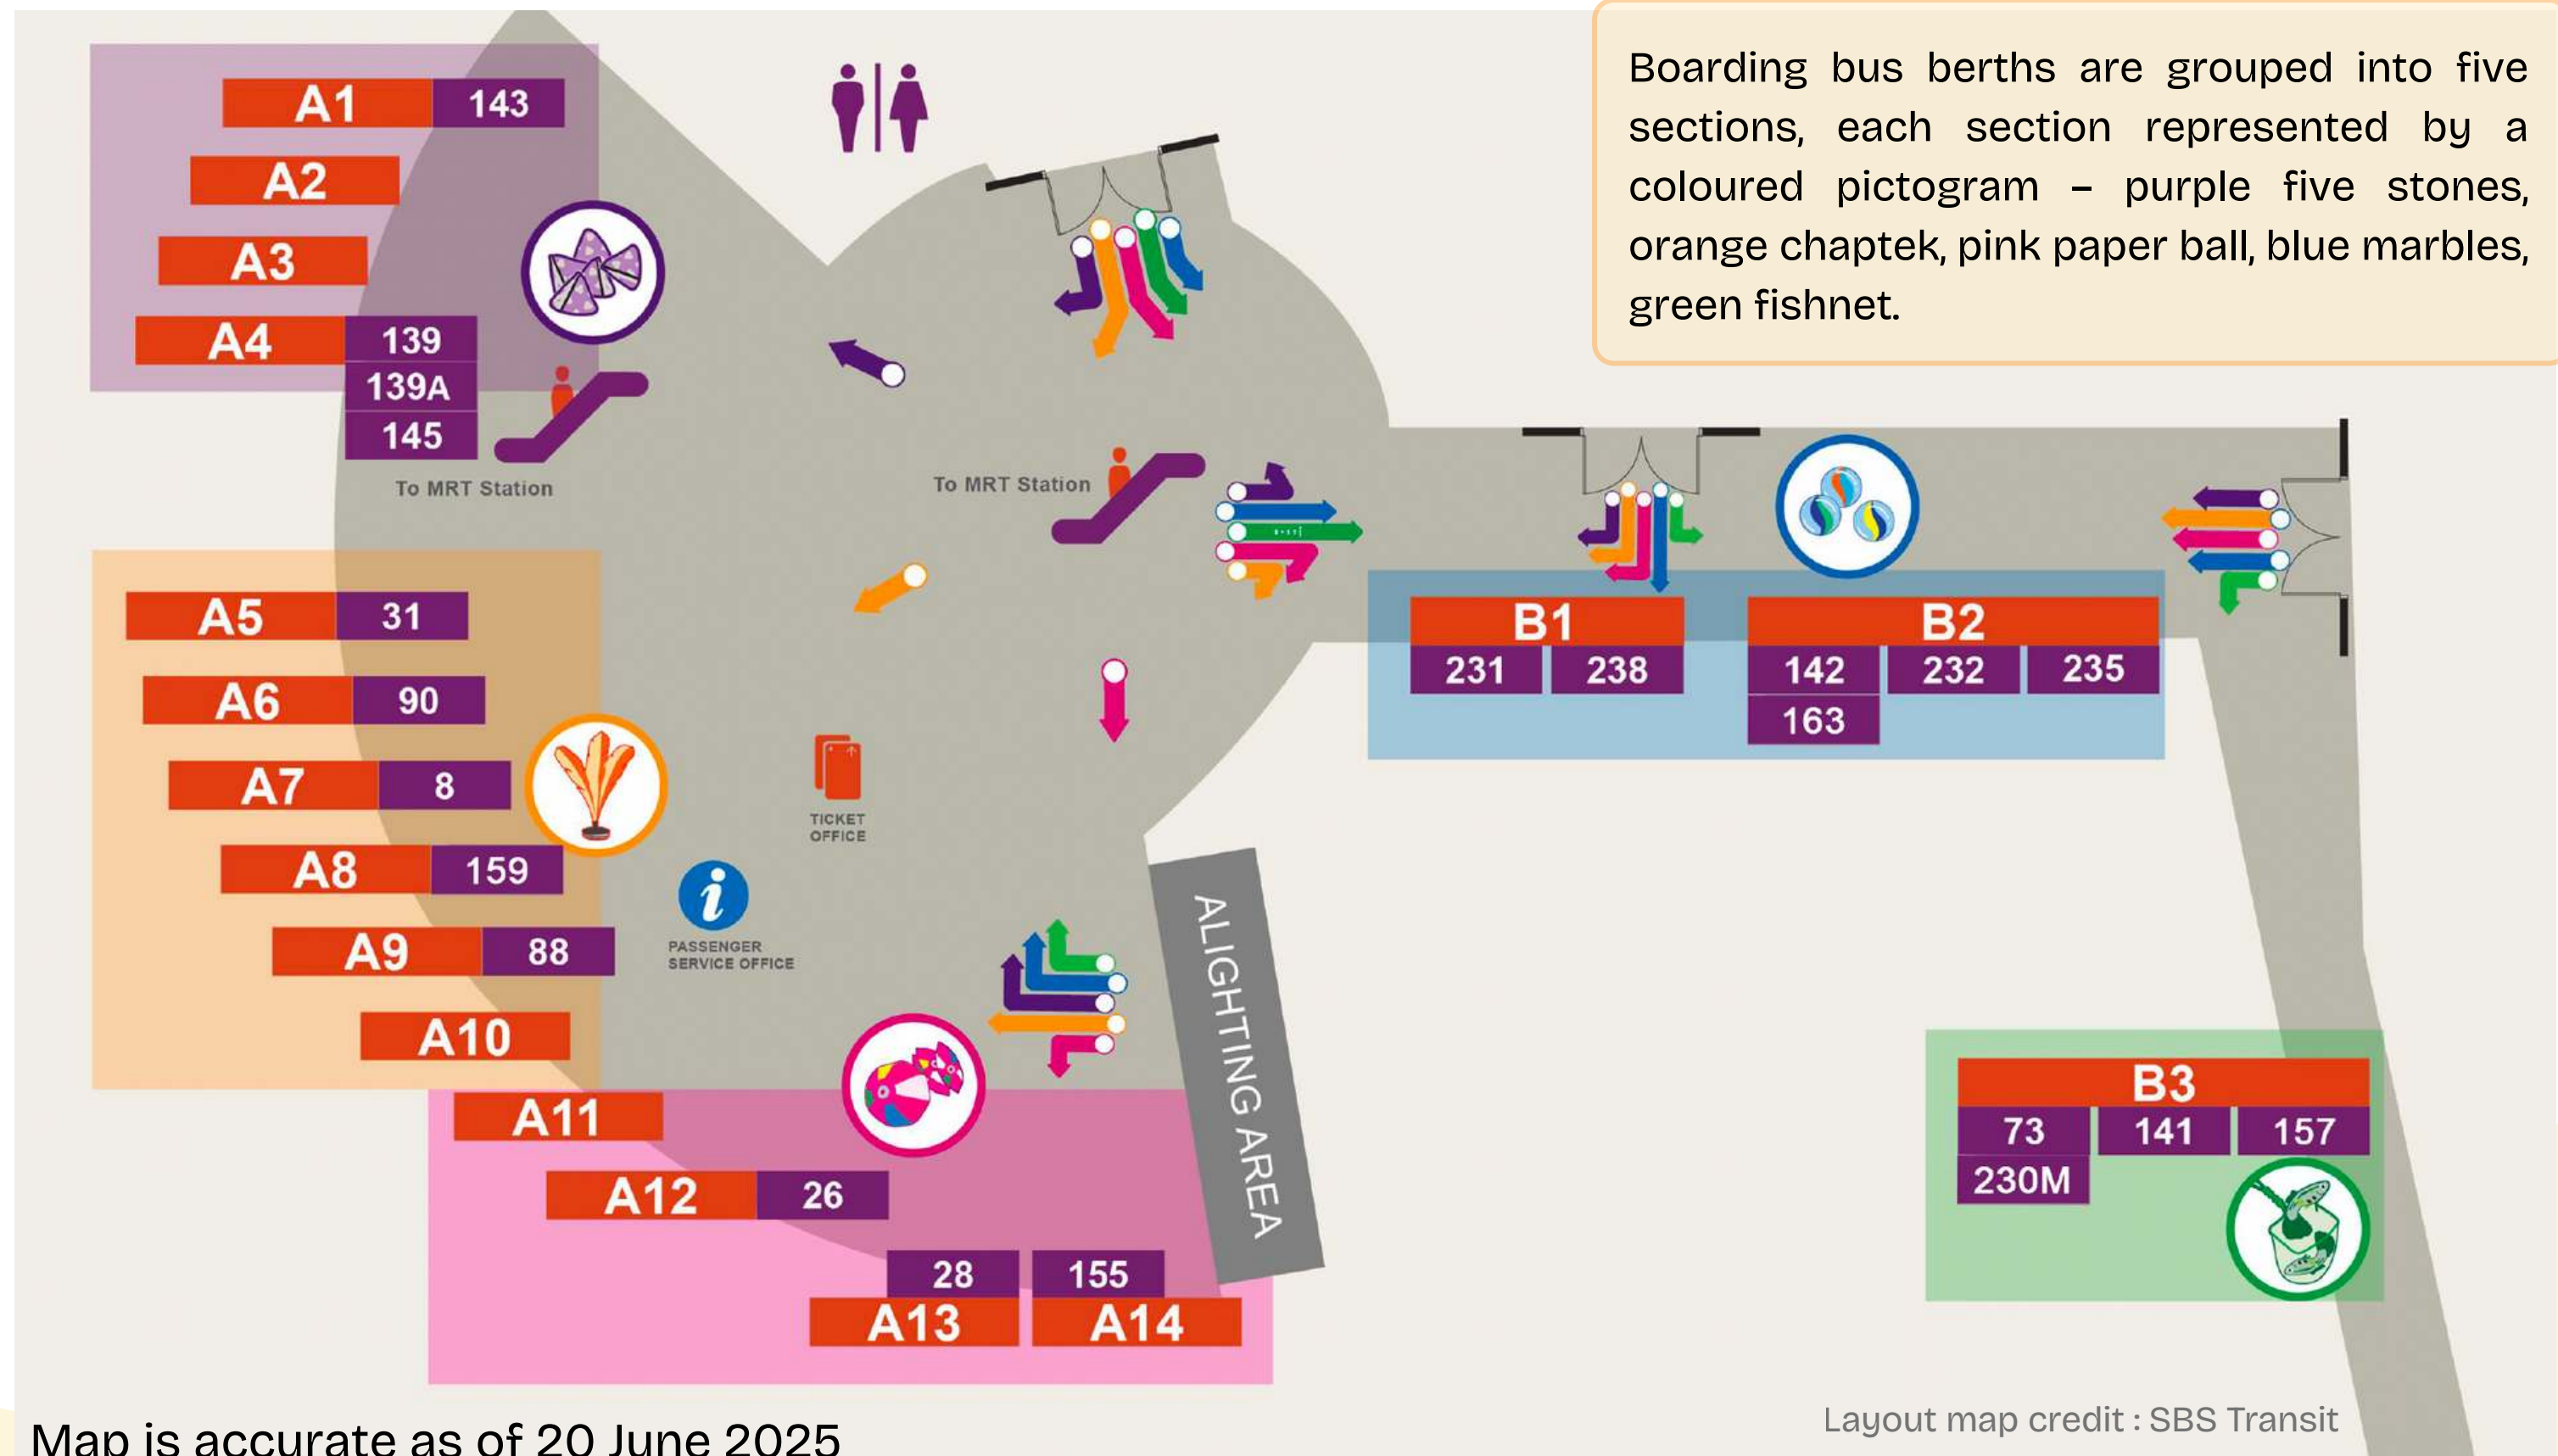 Boarding bus berths are grouped into five
sections, each section represented by a
coloured pictogram – purple five stones,
orange chaptek, pink paper ball, blue marbles,
green fishnet.
A1 143
A2
A3
A4 139
139A
145
To MRT Station
To MRT Station
A5 31
A6 90
A7 8
A8 159
A9 88
A10
TICKET
OFFICE
PASSENGER
SERVICE OFFICE
B1
231 238
B2
142 232 235
163
ALIGHTING AREA
A11
A12 26
28 155
A13 A14
B3
73 141 157
230M
Layout map credit : SBS Transit
Map is accurate as of 20 June 2025